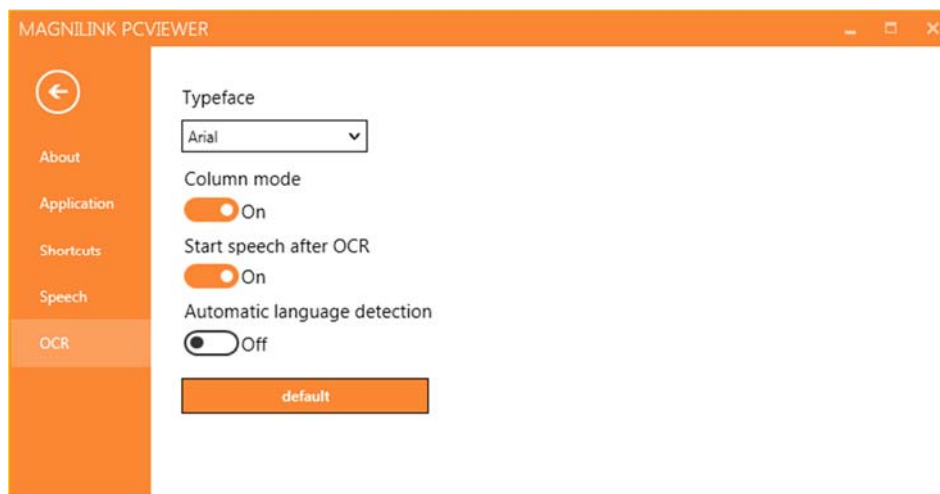 MAGNILINK PCVIEWER
About
Application
Shortcuts
Speech
OCR
Typeface
Arial
Column mode
On
Start speech after OCR
On
Automatic language detection
Off
default